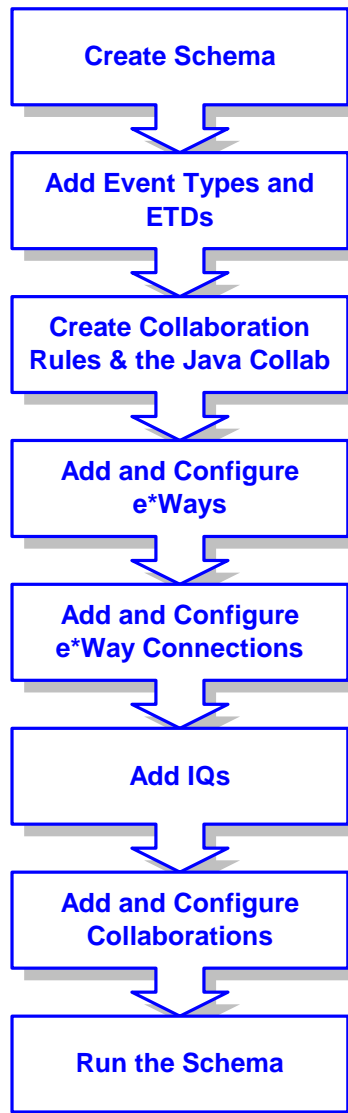 Create Schema
Add Event Types and
ETDs
Create Collaboration
Rules & the Java Collab
Add and Configure
e*Ways
Add and Configure
e*Way Connections
Add IQs
Add and Configure
Collaborations
Run the Schema